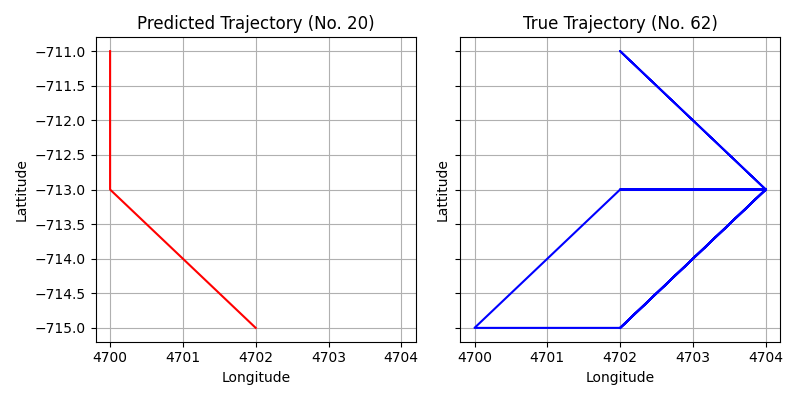 Predicted Trajectory (No. 20)
True Trajectory (No. 62)
Lattitude
−711.0
−711.5
−712.0
−712.5
−713.0
−713.5
−714.0
−714.5
−715.0
4700 4701 4702 4703 4704
Longitude
Lattitude
4700 4701 4702 4703 4704
Longitude